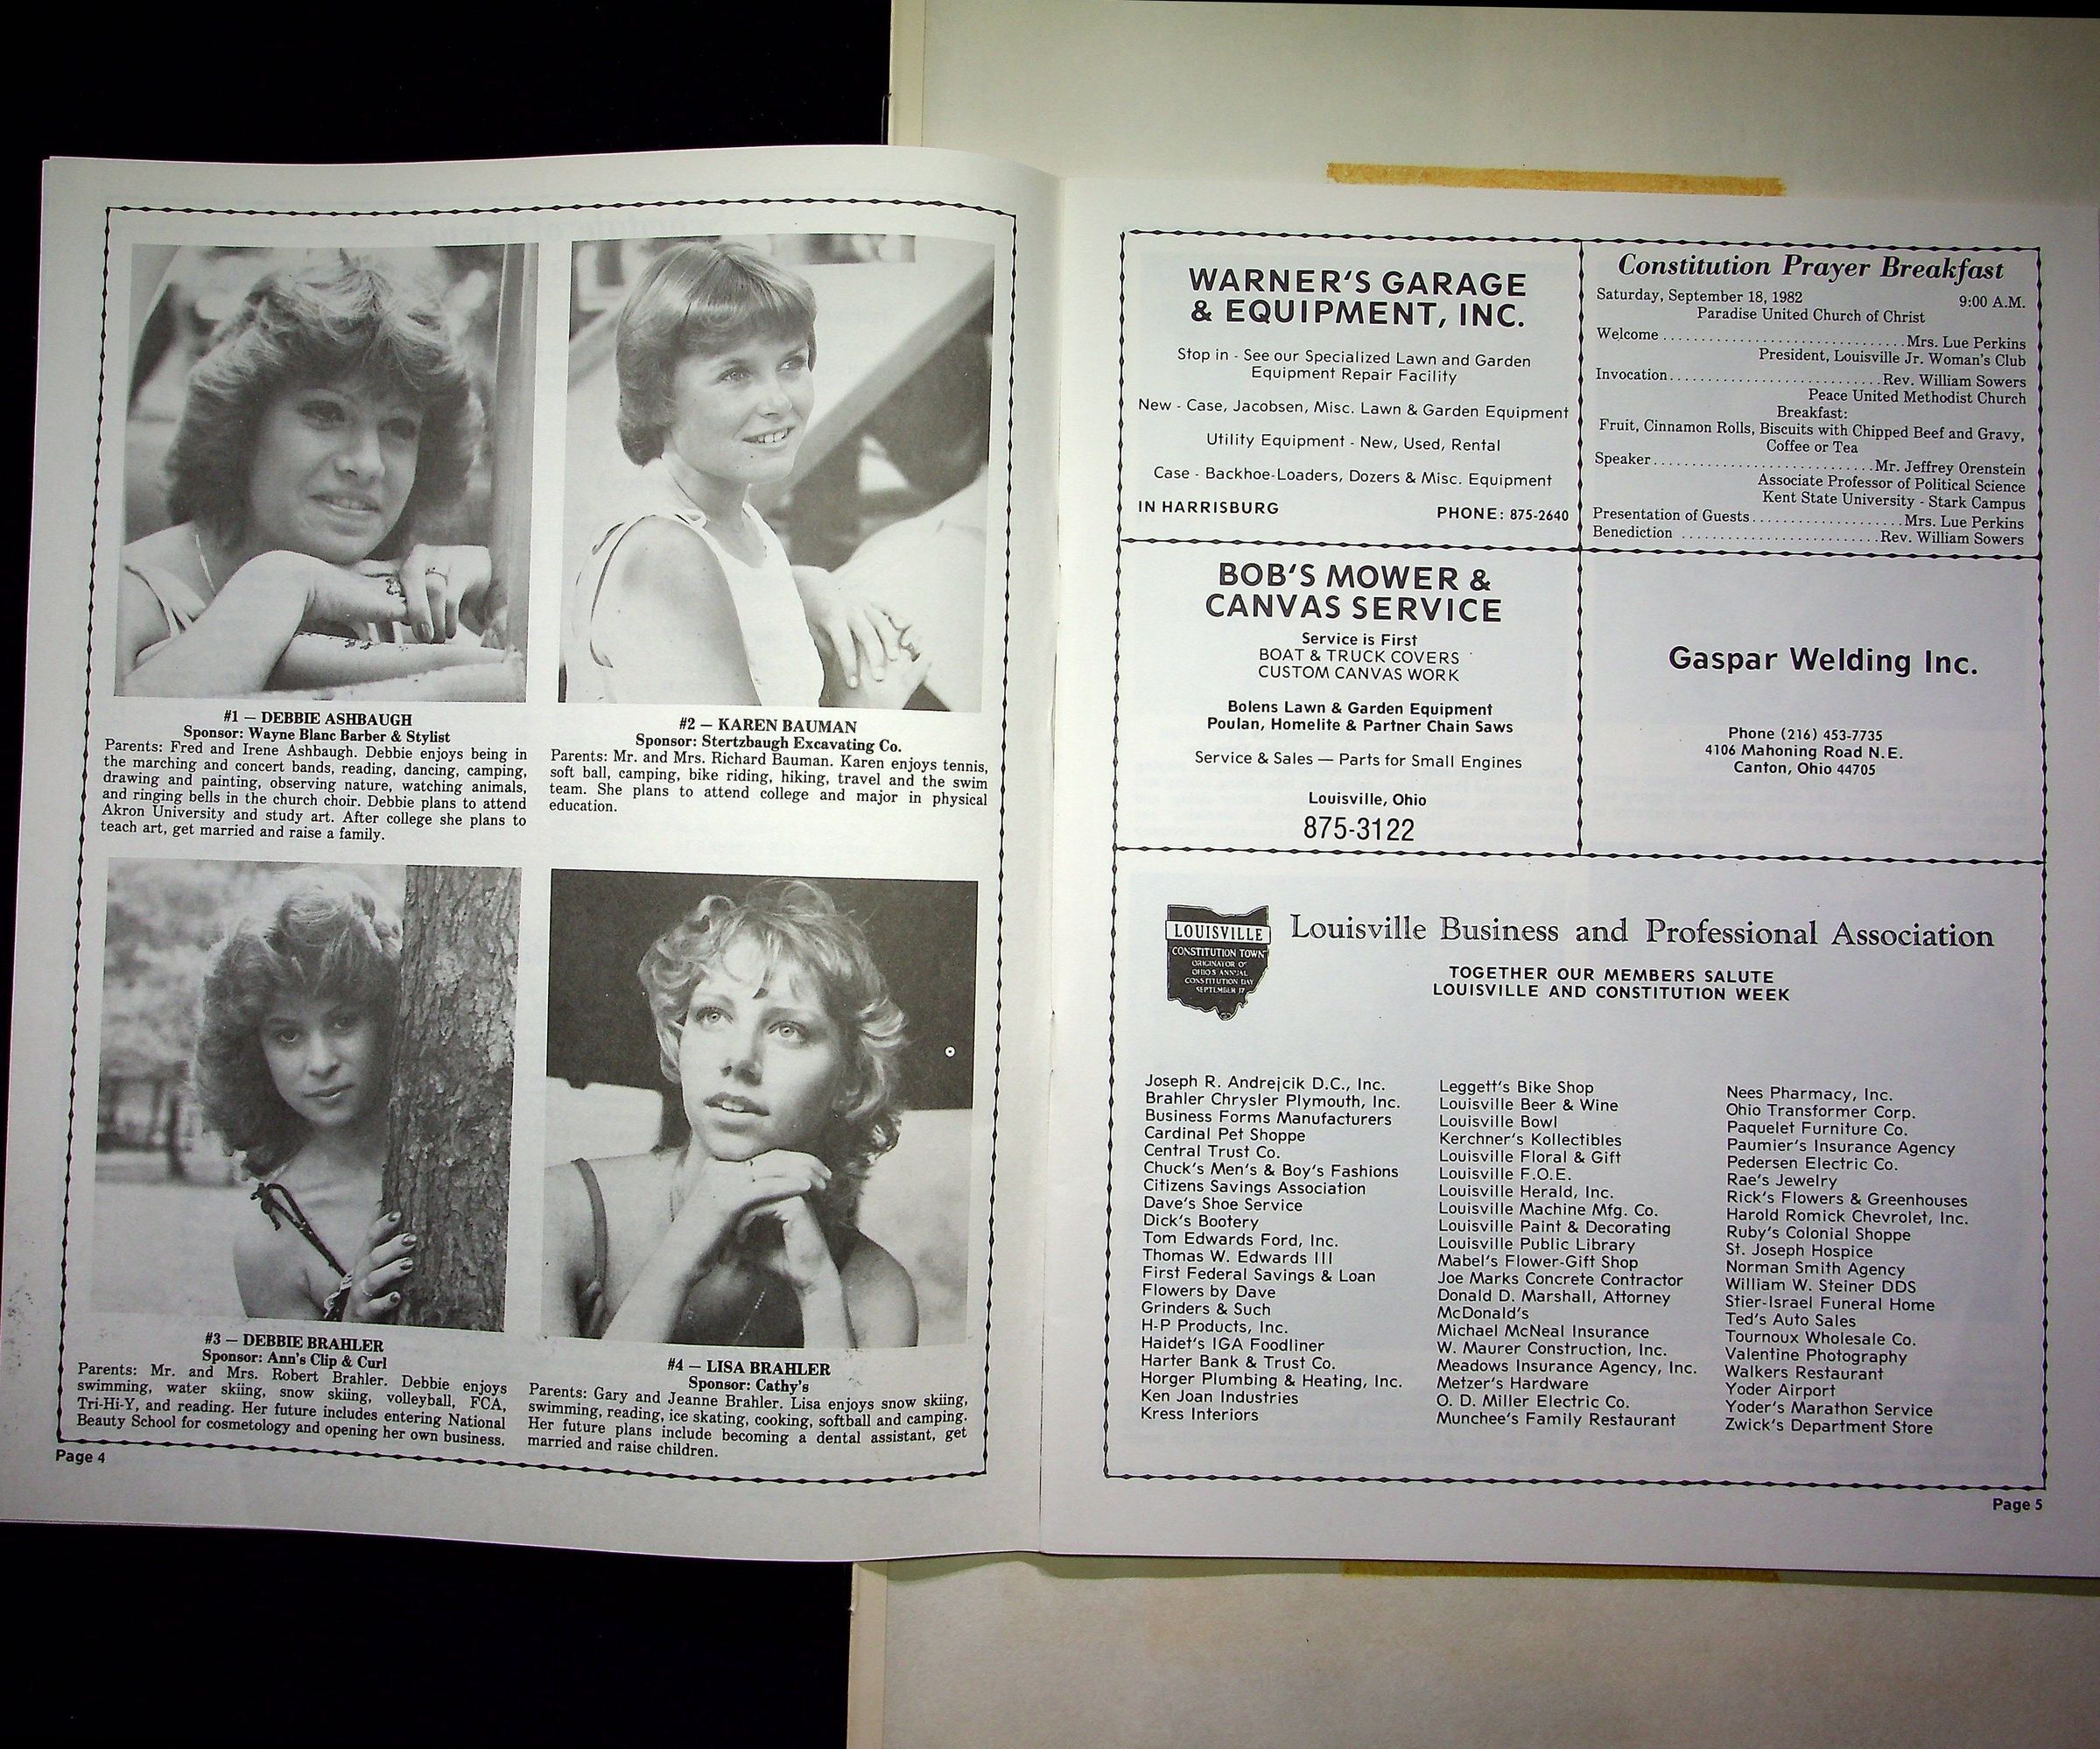 #1 — DEBBIE ASHBAUGH
Sponsor: Wayne Blanc Barber & Stylist
Parents: Fred and Irene Ashbaugh. Debbie enjoys being in
the marching and concert bands, reading, dancing, camping,
drawing and painting, observing nature, watching animals,
and ringing bells in the church choir. Debbie plans to attend
Akron University and study art. After college she plans to
teach art, get married and raise a family.
#2 — KAREN BAUMAN
Sponsor: Stertzbaugh Excavating Co.
Parents: Mr. and Mrs. Richard Bauman. Karen enjoys tennis,
soft ball, camping, bike riding, hiking, travel and the swim
team. She plans to attend college and major in physical
education.
#3 — DEBBIE BRAHLER
Sponsor: Ann's Clip & Curl
Parents: Mr. and Mrs. Robert Brahler. Debbie enjoys
swimming, water skiing, snow skiing, volleyball, FCA,
Tri-Hi-Y, and reading. Her future includes entering National
Beauty School for cosmetology and opening her own business.
#4 — LISA BRAHLER
Sponsor: Cathy's
Parents: Gary and Jeanne Brahler. Lisa enjoys snow skiing,
swimming, reading, ice skating, cooking, softball and camping.
Her future plans include becoming a dental assistant, get
married and raise children.
Page 4
WARNER'S GARAGE
& EQUIPMENT, INC.
Stop in - See our Specialized Lawn and Garden
Equipment Repair Facility
New - Case, Jacobsen, Misc. Lawn & Garden Equipment
Utility Equipment - New, Used, Rental
Case - Backhoe-Loaders, Dozers & Misc. Equipment
IN HARRISBURG PHONE: 875-2640
Constitution Prayer Breakfast
Saturday, September 18, 1982 9:00 A.M.
Paradise United Church of Christ
Welcome ............................. Mrs. Lue Perkins
President, Louisville Jr. Woman's Club
Invocation.......................... Rev. William Sowers
Peace United Methodist Church
Breakfast:
Fruit, Cinnamon Rolls, Biscuits with Chipped Beef and Gravy,
Coffee or Tea
Speaker........................... Mr. Jeffrey Orenstein
Associate Professor of Political Science
Kent State University - Stark Campus
Presentation of Guests................... Mrs. Lue Perkins
Benediction ........................ Rev. William Sowers
BOB'S MOWER &
CANVAS SERVICE
Service is First
BOAT & TRUCK COVERS
CUSTOM CANVAS WORK
Bolens Lawn & Garden Equipment
Poulan, Homelite & Partner Chain Saws
Service & Sales — Parts for Small Engines
Louisville, Ohio
875-3122
Gaspar Welding Inc.
Phone (216) 453-7735
4106 Mahoning Road N.E.
Canton, Ohio 44705
LOUISVILLE
CONSTITUTION TOWN
ORIGINATOR OF
OHIO'S ANNUAL
CONSTITUTION DAY
SEPTEMBER 17
Louisville Business and Professional Association
TOGETHER OUR MEMBERS SALUTE
LOUISVILLE AND CONSTITUTION WEEK
Joseph R. Andrejcik D.C., Inc.
Brahler Chrysler Plymouth, Inc.
Business Forms Manufacturers
Cardinal Pet Shoppe
Central Trust Co.
Chuck's Men's & Boy's Fashions
Citizens Savings Association
Dave's Shoe Service
Dick's Bootery
Tom Edwards Ford, Inc.
Thomas W. Edwards III
First Federal Savings & Loan
Flowers by Dave
Grinders & Such
H-P Products, Inc.
Haidet's IGA Foodliner
Harter Bank & Trust Co.
Horger Plumbing & Heating, Inc.
Ken Joan Industries
Kress Interiors
Leggett's Bike Shop
Louisville Beer & Wine
Louisville Bowl
Kerchner's Kollectibles
Louisville Floral & Gift
Louisville F.O.E.
Louisville Herald, Inc.
Louisville Machine Mfg. Co.
Louisville Paint & Decorating
Louisville Public Library
Mabel's Flower-Gift Shop
Joe Marks Concrete Contractor
Donald D. Marshall, Attorney
McDonald's
Michael McNeal Insurance
W. Maurer Construction, Inc.
Meadows Insurance Agency, Inc.
Metzer's Hardware
O. D. Miller Electric Co.
Munchee's Family Restaurant
Nees Pharmacy, Inc.
Ohio Transformer Corp.
Paquelet Furniture Co.
Paumier's Insurance Agency
Pedersen Electric Co.
Rae's Jewelry
Rick's Flowers & Greenhouses
Harold Romick Chevrolet, Inc.
Ruby's Colonial Shoppe
St. Joseph Hospice
Norman Smith Agency
William W. Steiner DDS
Stier-Israel Funeral Home
Ted's Auto Sales
Tournoux Wholesale Co.
Valentine Photography
Walkers Restaurant
Yoder Airport
Yoder's Marathon Service
Zwick's Department Store
Page 5